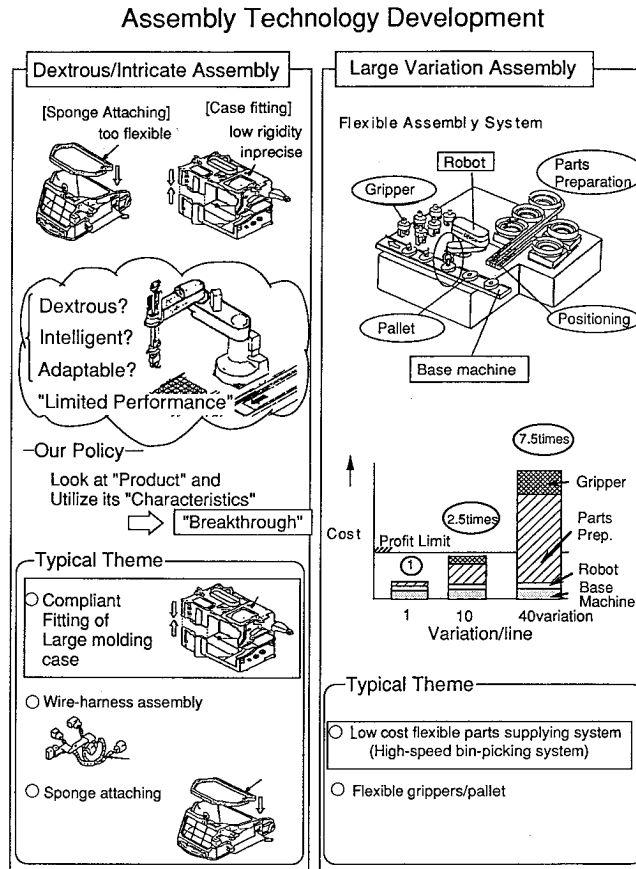 Assembly Technology Development
Dextrous/Intricate Assembly
[Sponge Attaching]
too flexible
[Case fitting]
low rigidity
inprecise
Dextrous?
Intelligent?
Adaptable?
"Limited Performance"
Our Policy
Look at "Product" and
Utilize its "Characteristics"
"Breakthrough"
Typical Theme
Compliant
Fitting of
Large molding
case
Wire-harness assembly
Sponge attaching
Large Variation Assembly
Flexible Assembly System
Robot
Parts
Preparation
Gripper
Pallet
Positioning
Base machine
7.5times
2.5times
1
Cost
Profit Limit
Gripper
Parts
Prep.
Robot
Base
Machine
1
10
40variation
Variation/line
Typical Theme
Low cost flexible parts supplying system
(High-speed bin-picking system)
Flexible grippers/pallet